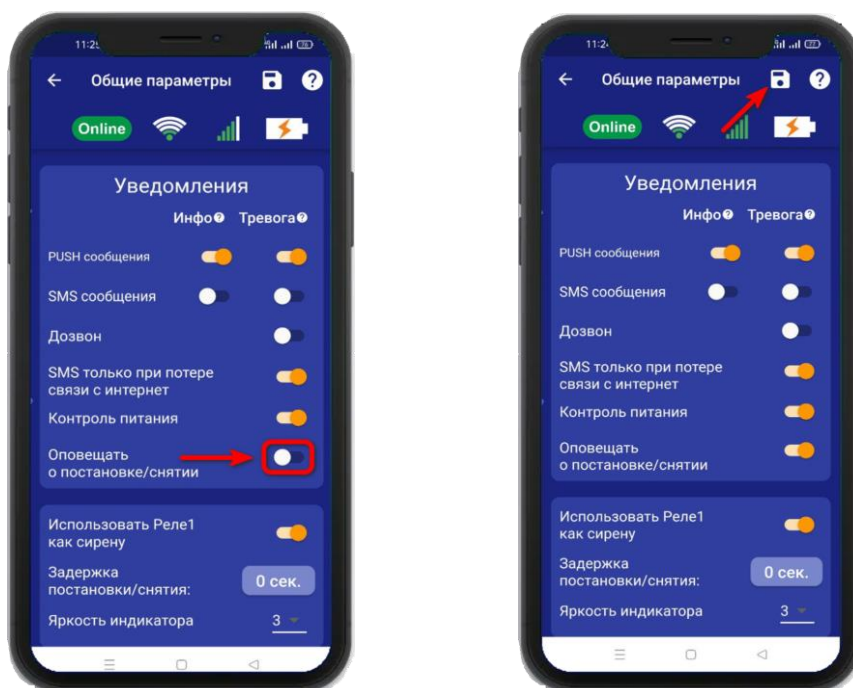 11:2
Общие параметры
Online
Уведомления
Инфо Тревога
PUSH сообщения
SMS сообщения
Дозвон
SMS только при потере
связи с интернет
Контроль питания
Оповещать
о постановке/снятии
Использовать Реле1
как сирену
Задержка
постановки/снятия:
0 сек.
Яркость индикатора
3
11:2
Общие параметры
Online
Уведомления
Инфо Тревога
PUSH сообщения
SMS сообщения
Дозвон
SMS только при потере
связи с интернет
Контроль питания
Оповещать
о постановке/снятии
Использовать Реле1
как сирену
Задержка
постановки/снятия:
0 сек.
Яркость индикатора
3